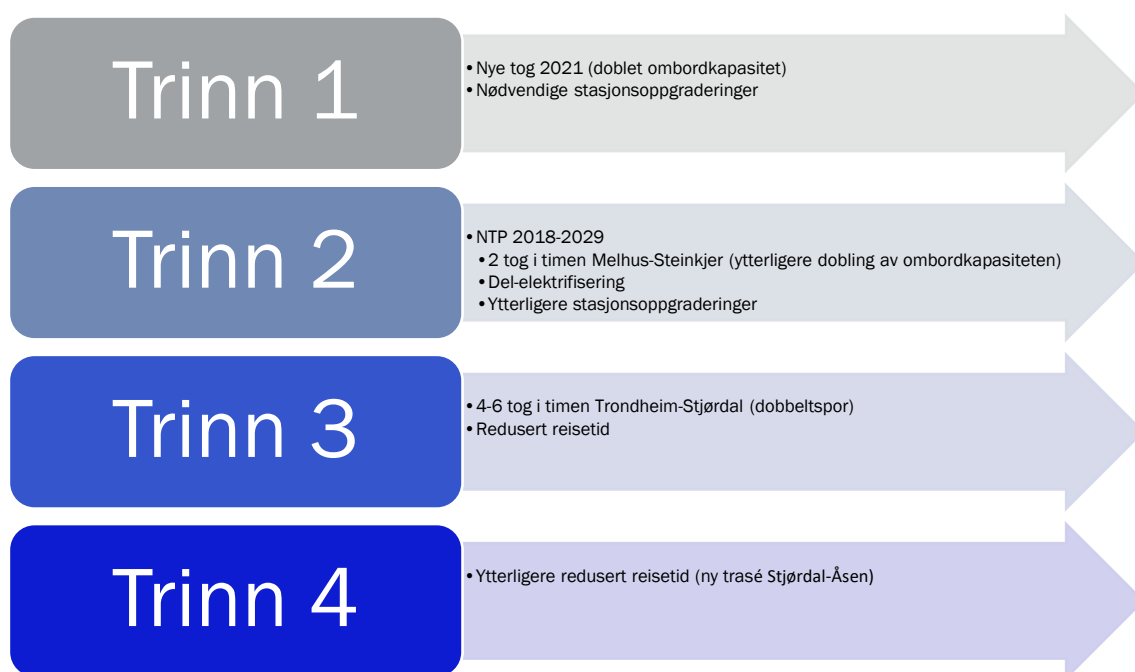 Trinn 1
•Nye tog 2021 (doblet ombordkapasitet)
•Nødvendige stasjonsoppgraderinger
Trinn 2
•NTP 2018-2029
•2 tog i timen Melhus-Steinkjer (ytterligere dobling av ombordkapasiteten)
•Del-elektrifisering
•Ytterligere stasjonsoppgraderinger
Trinn 3
•4-6 tog i timen Trondheim-Stjørdal (dobbeltspor)
•Redusert reisetid
Trinn 4
•Ytterligere redusert reisetid (ny trasé Stjørdal-Åsen)